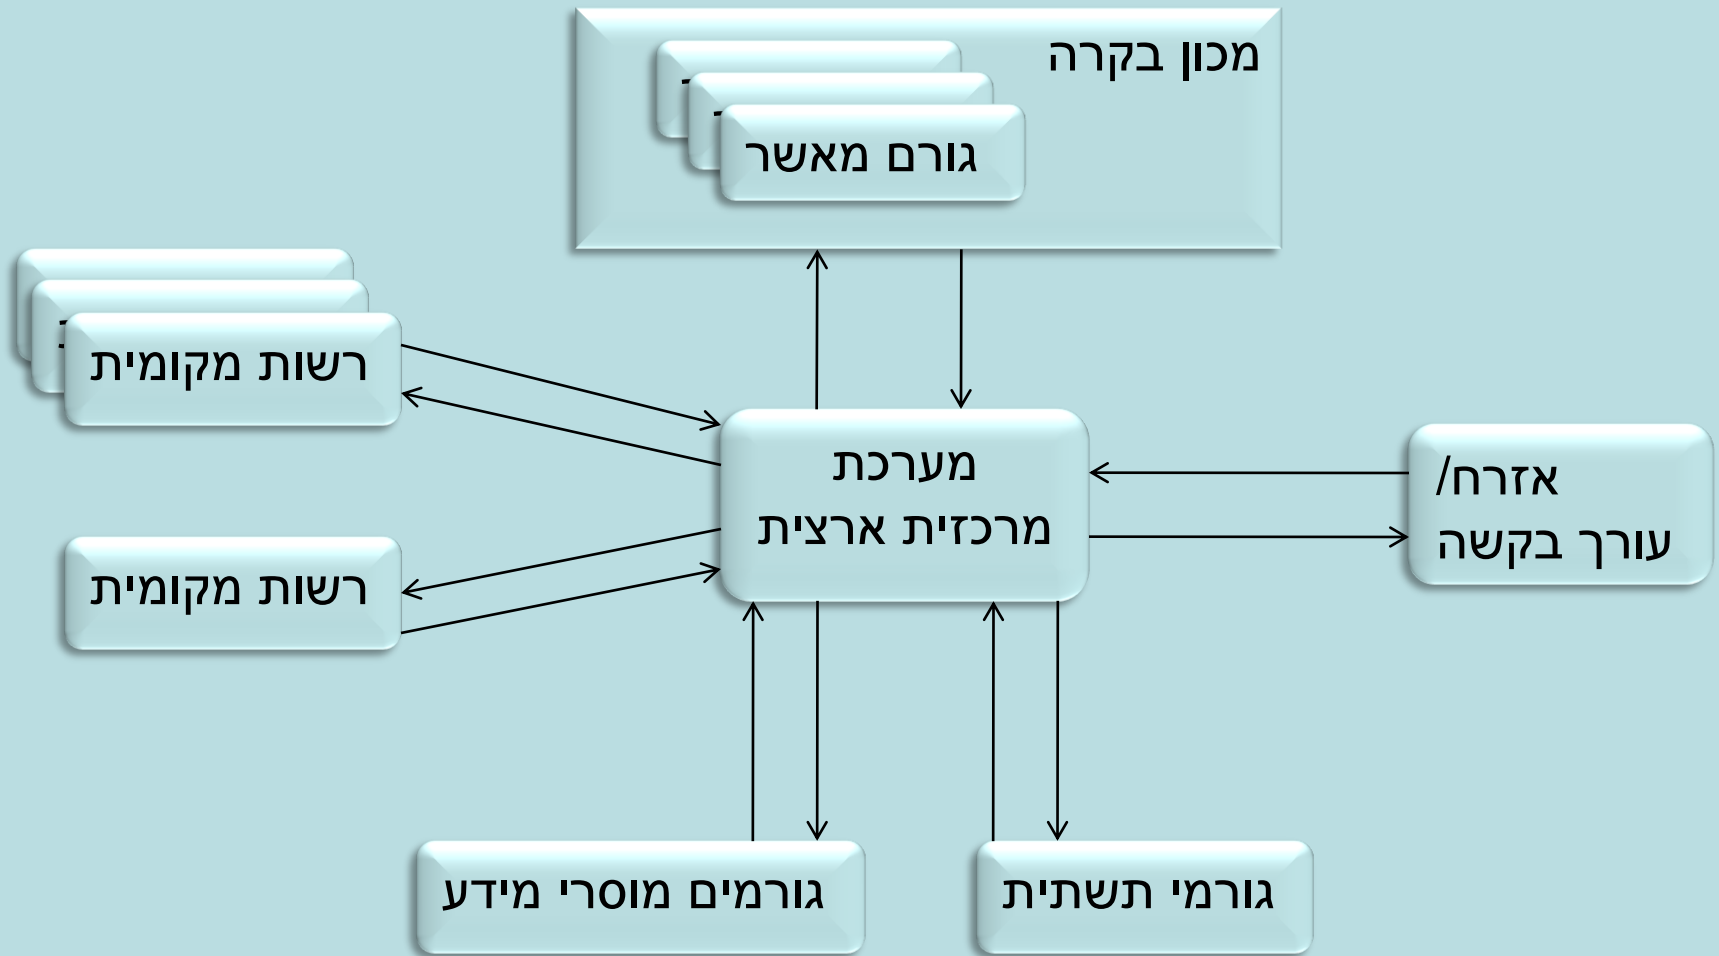 מכון בקרה
גורם מאשר
רשות מקומית
מערכת
מרכזית ארצית
אזרח/
עורך בקשה
רשות מקומית
גורמים מוסרי מידע
גורמי תשתית